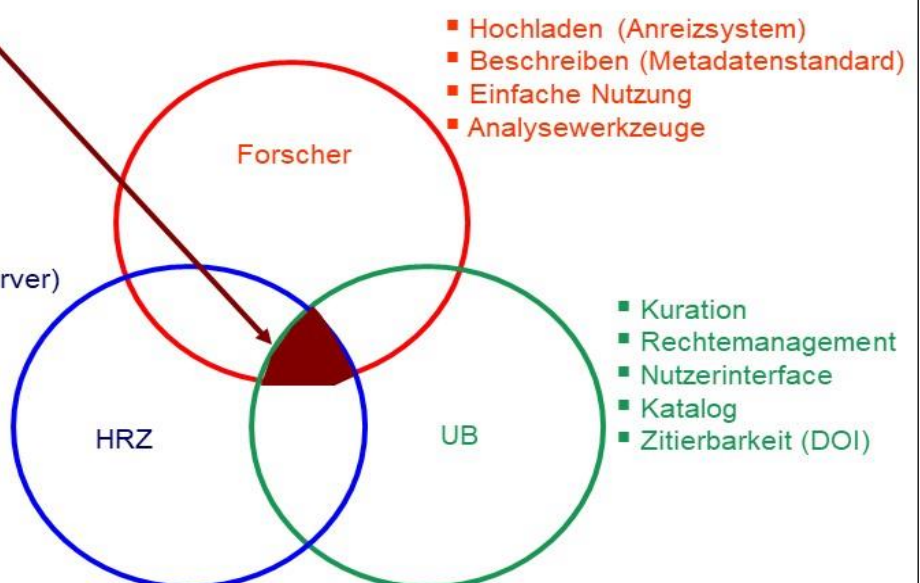 ▪ Hochladen (Anreizsystem)
▪ Beschreiben (Metadatenstandard)
▪ Einfache Nutzung
▪ Analysewerkzeuge
Forscher
rver)
▪ Kuration
▪ Rechtemanagement
▪ Nutzerinterface
▪ Katalog
▪ Zitierbarkeit (DOI)
HRZ
UB